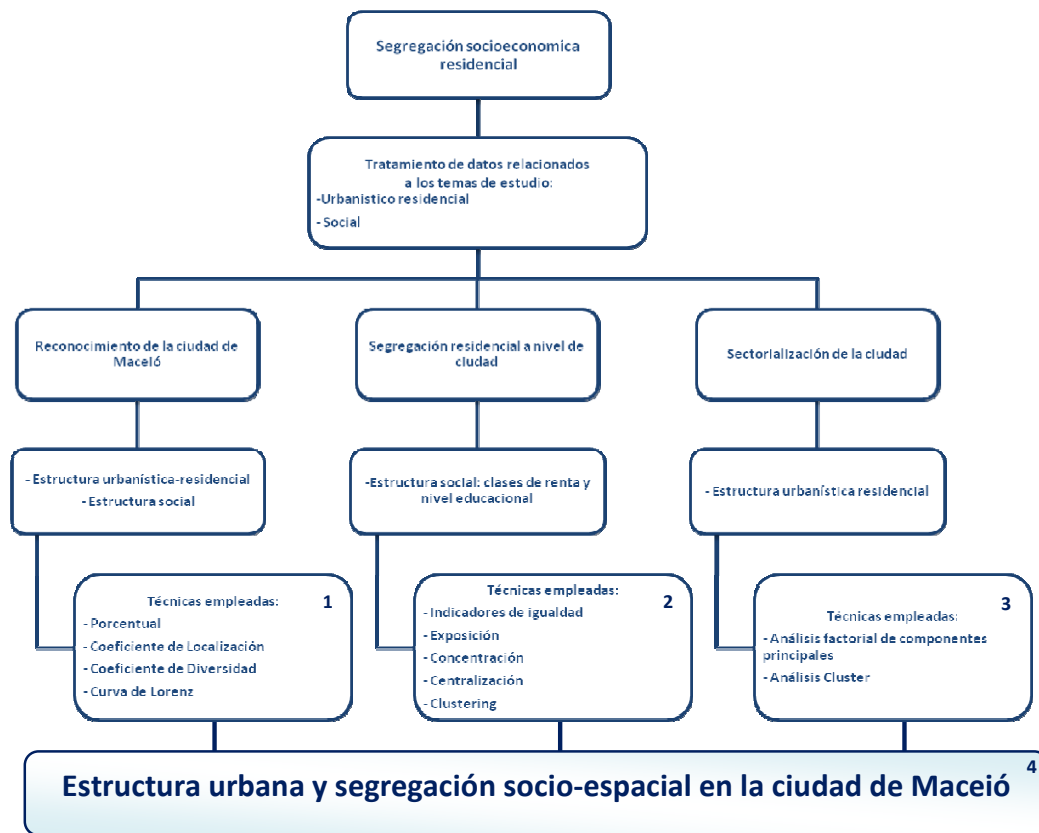 Segregación socioeconomica
residencial
Tratamiento de datos relacionados
a los temas de estudio:
-Urbanistico residencial
- Social
Reconocimiento de la ciudad de
Maceló
Segregación residencial a nivel de
ciudad
Sectorialización de la ciudad
- Estructura urbanística-residencial
- Estructura social
-Estructura social: clases de renta y
nivel educacional
- Estructura urbanística residencial
Técnicas empleadas: 1
- Porcentual
- Coeficiente de Localización
- Coeficiente de Diversidad
- Curva de Lorenz
Técnicas empleadas: 2
- Indicadores de igualdad
- Exposición
- Concentración
- Centralización
- Clustering
3
Técnicas empleadas:
- Análisis factorial de componentes
principales
- Análisis Cluster
Estructura urbana y segregación socio-espacial en la ciudad de Maceió 4